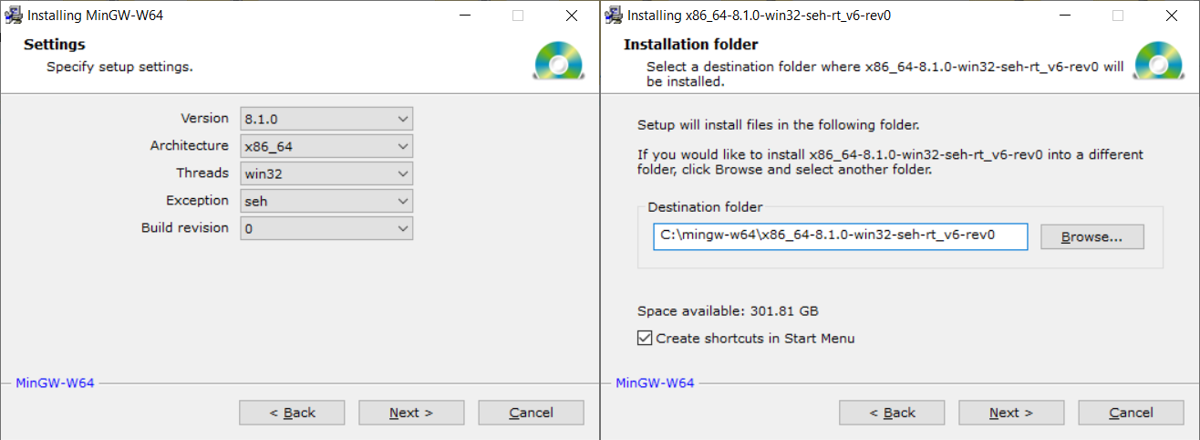 Installing MinGW-W64
Settings
Specify setup settings.
Version 8.1.0
Architecture x86_64
Threads win32
Exception seh
Build revision 0
MinGW-W64
< Back Next > Cancel
Installing x86_64-8.1.0-win32-seh-rt_v6-rev0
Installation folder
Select a destination folder where x86_64-8.1.0-win32-seh-rt_v6-rev0 will
be installed.
Setup will install files in the following folder.
If you would like to install x86_64-8.1.0-win32-seh-rt_v6-rev0 into a different
folder, click Browse and select another folder.
Destination folder
C:\mingw-w64\x86_64-8.1.0-win32-seh-rt_v6-rev0 Browse...
Space available: 301.81 GB
Create shortcuts in Start Menu
MinGW-W64
< Back Next > Cancel